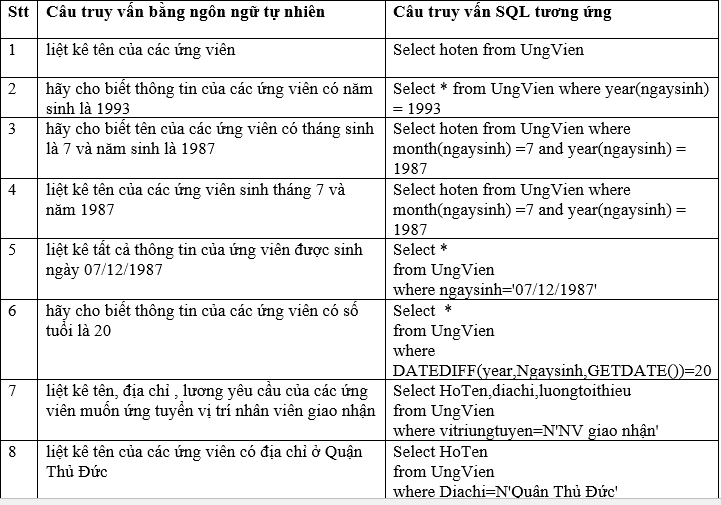 Stt Câu truy vấn bằng ngôn ngữ tự nhiên Câu truy vấn SQL tương ứng
1 liệt kê tên của các ứng viên Select hoten from UngVien
2 hãy cho biết thông tin của các ứng viên có năm Select * from UngVien where year(ngaysinh)
sinh là 1993 = 1993
3 hãy cho biết tên của các ứng viên có tháng sinh Select hoten from UngVien where
là 7 và năm sinh là 1987 month(ngaysinh) =7 and year(ngaysinh) =
1987
4 liệt kê tên của các ứng viên sinh tháng 7 và Select hoten from UngVien where
năm 1987 month(ngaysinh) =7 and year(ngaysinh) =
1987
5 liệt kê tất cả thông tin của ứng viên được sinh Select *
ngày 07/12/1987 from UngVien
where ngaysinh='07/12/1987'
6 hãy cho biết thông tin của các ứng viên có số Select *
tuổi là 20 from UngVien
where
DATEDIFF(year,Ngaysinh,GETDATE())=20
7 liệt kê tên, địa chỉ , lương yêu cầu của các ứng Select HoTen,diachi,luongtoithieu
viên muốn ứng tuyển vị trí nhân viên giao nhận from UngVien
where vitriungtuyen=N'NV giao nhận'
8 liệt kê tên của các ứng viên có địa chỉ ở Quận Select HoTen
Thủ Đức from UngVien
where Diachi=N'Quận Thủ Đức'